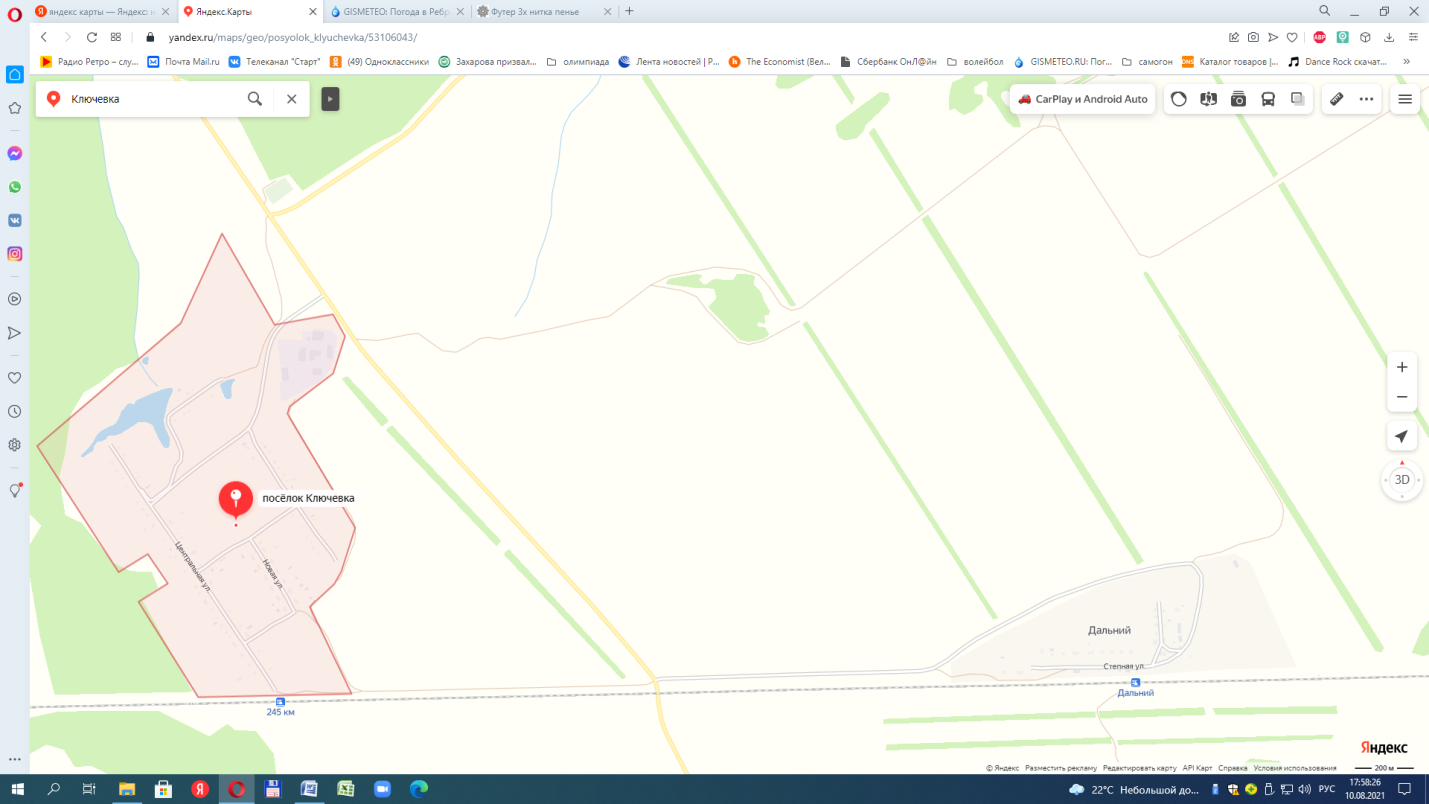 яндекс карты — Яндекс: н
Яндекс.Карты
GISMETEO: Погода в Ребр
Футер 3х нитка пенье
yandex.ru/maps/geo/posyolok_klyuchevka/53106043/
ABP
Радио Ретро – слу...
Почта Mail.ru
Телеканал "Старт"
(49) Одноклассники
Захарова призвал...
олимпиада
Лента новостей | Р...
The Economist (Вел...
Сбербанк ОнЛ@йн
волейбол
GISMETEO.RU: Пог...
самогон
DNS Каталог товаров |...
Dance Rock скачат...
Ключевка
CarPlay и Android Auto
3D
посёлок Ключевка
Центральная ул.
Новая ул.
Дальний
Степная ул.
Дальний
245 км
Яндекс
© Яндекс Разместить рекламу Редактировать карту API Карт Справка Условия использования
200 м
22°C Небольшой до...
РУС
17:58:26
10.08.2021